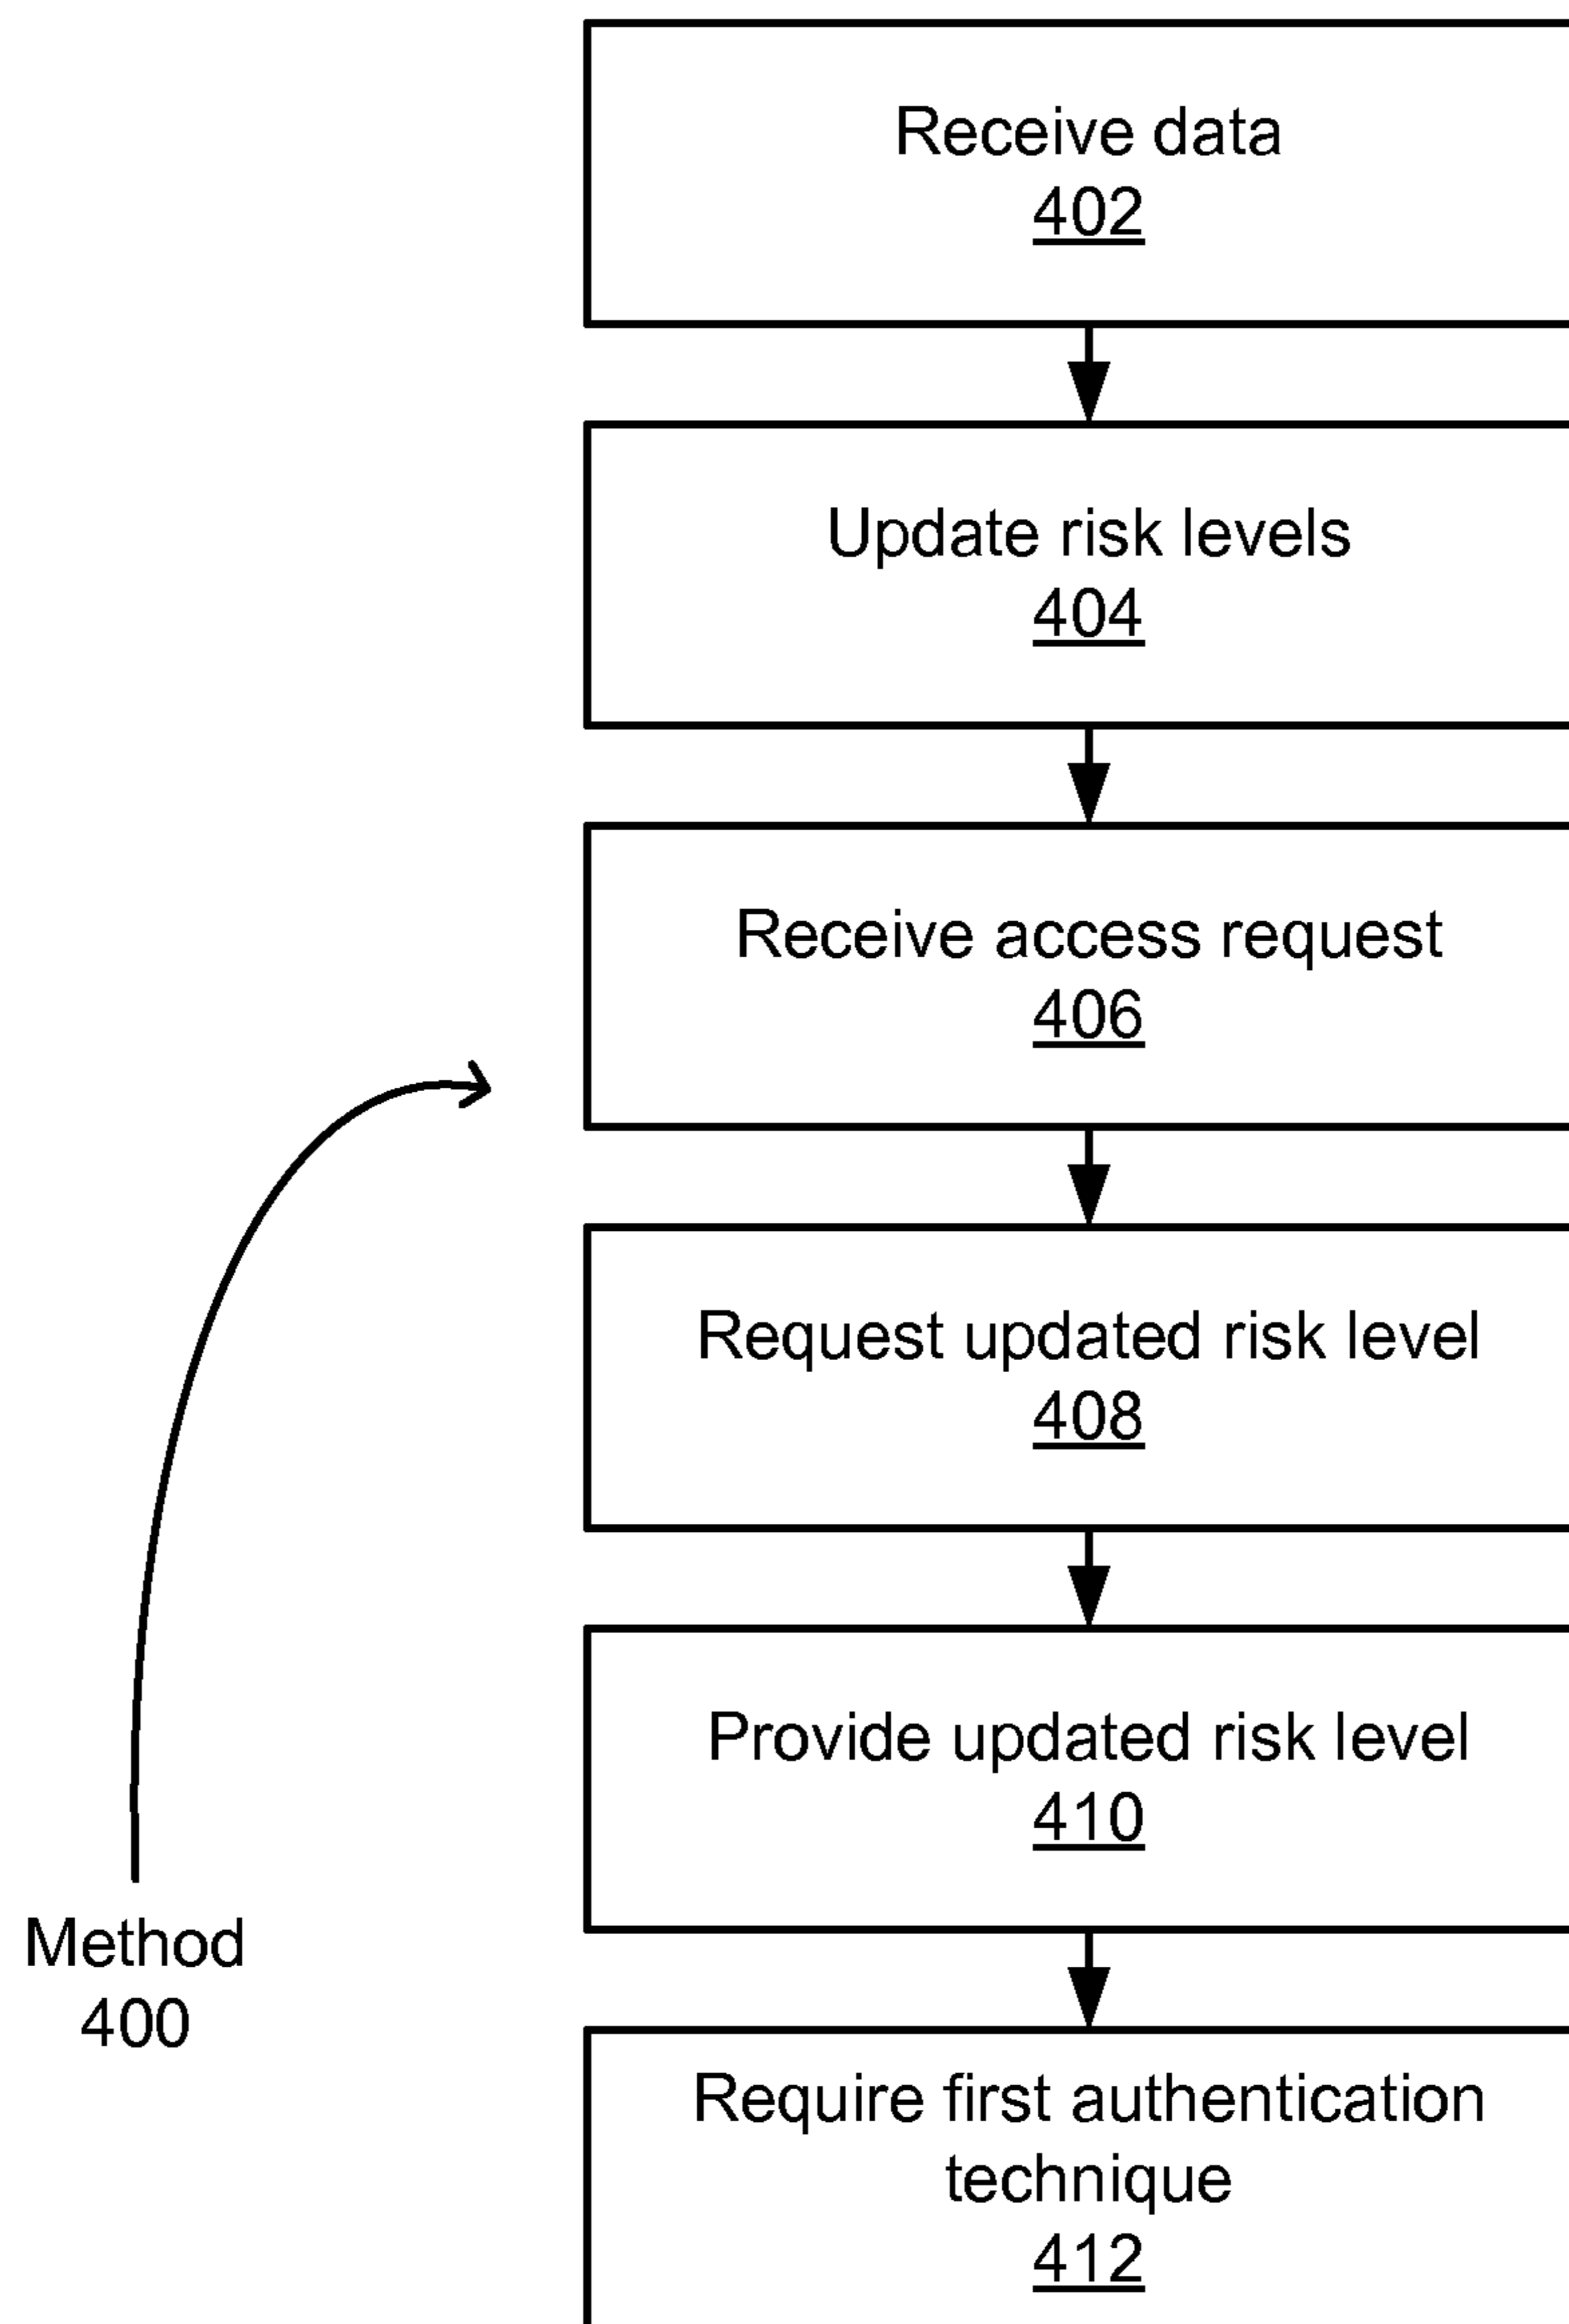 Receive data
402
Update risk levels
404
Receive access request
406
Request updated risk level
408
Provide updated risk level
410
Method
400
Require first authentication
technique
412